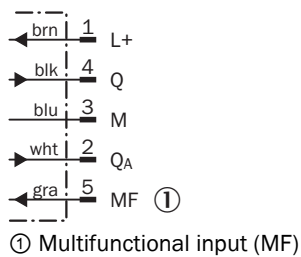 brn 1 L+
blk 4 Q
blu 3 M
wht 2 QA
gra 5 MF ①
① Multifunctional input (MF)